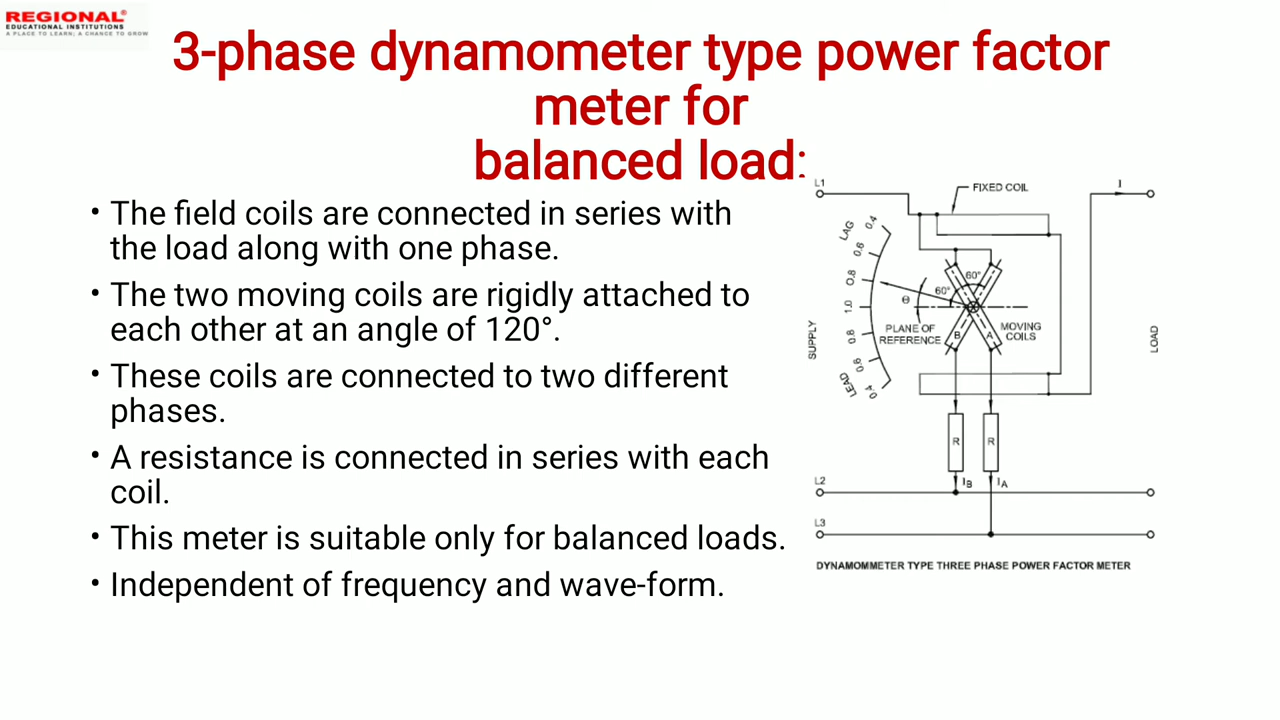 REGIONAL®
EDUCATIONAL INSTITUTIONS
A PLACE TO LEARN; A CHANCE TO GROW
3-phase dynamometer type power factor
meter for
balanced load:
• The field coils are connected in series with
the load along with one phase.
• The two moving coils are rigidly attached to
each other at an angle of 120°.
• These coils are connected to two different
phases.
• A resistance is connected in series with each
coil.
• This meter is suitable only for balanced loads.
• Independent of frequency and wave-form.
L1
FIXED COIL
I
LAG
0.4
0.6
0.8
1.0
0.8
0.6
0.4
LEAD
60°
60°
Θ
PLANE OF
REFERENCE
B
A
MOVING
COILS
SUPPLY
LOAD
R
R
IB
IA
L2
L3
DYNAMOMMETER TYPE THREE PHASE POWER FACTOR METER